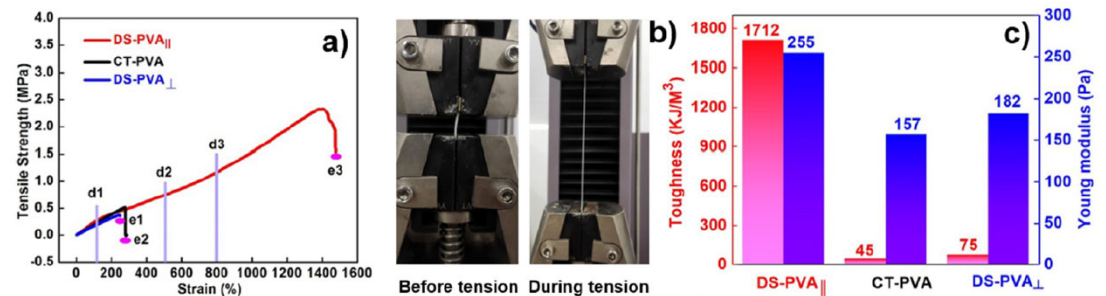 4.0
3.5
3.0
2.5
2.0
1.5
1.0
0.5
0.0
-0.5
Tensile Strength (MPa)
a)
DS-PVA||
CT-PVA
DS-PVA⊥
d1
d2
d3
e1
e2
e3
0 200 400 600 800 1000 1200 1400 1600
Strain (%)
b)
Before tension
During tension
c)
1800
1500
1200
900
600
300
0
Toughness (KJ/M³)
1712
255
45
157
75
182
300
250
200
150
100
50
0
Young modulus (Pa)
DS-PVA||
CT-PVA
DS-PVA⊥